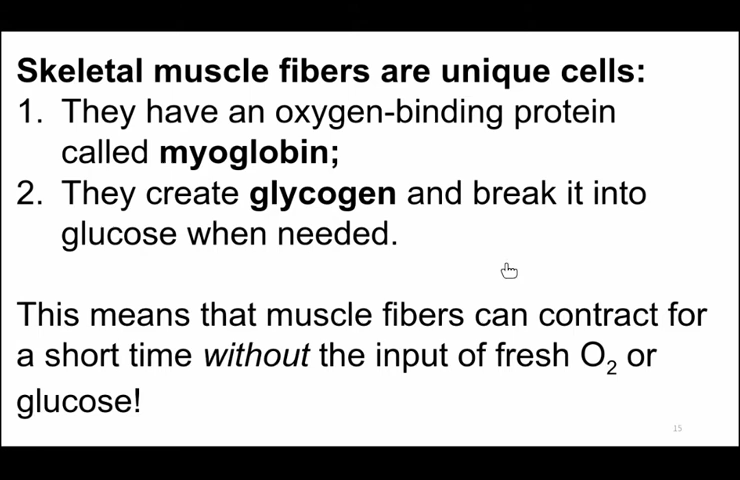 Skeletal muscle fibers are unique cells:
1. They have an oxygen-binding protein
called myoglobin;
2. They create glycogen and break it into
glucose when needed.
This means that muscle fibers can contract for
a short time without the input of fresh O₂ or
glucose!
15